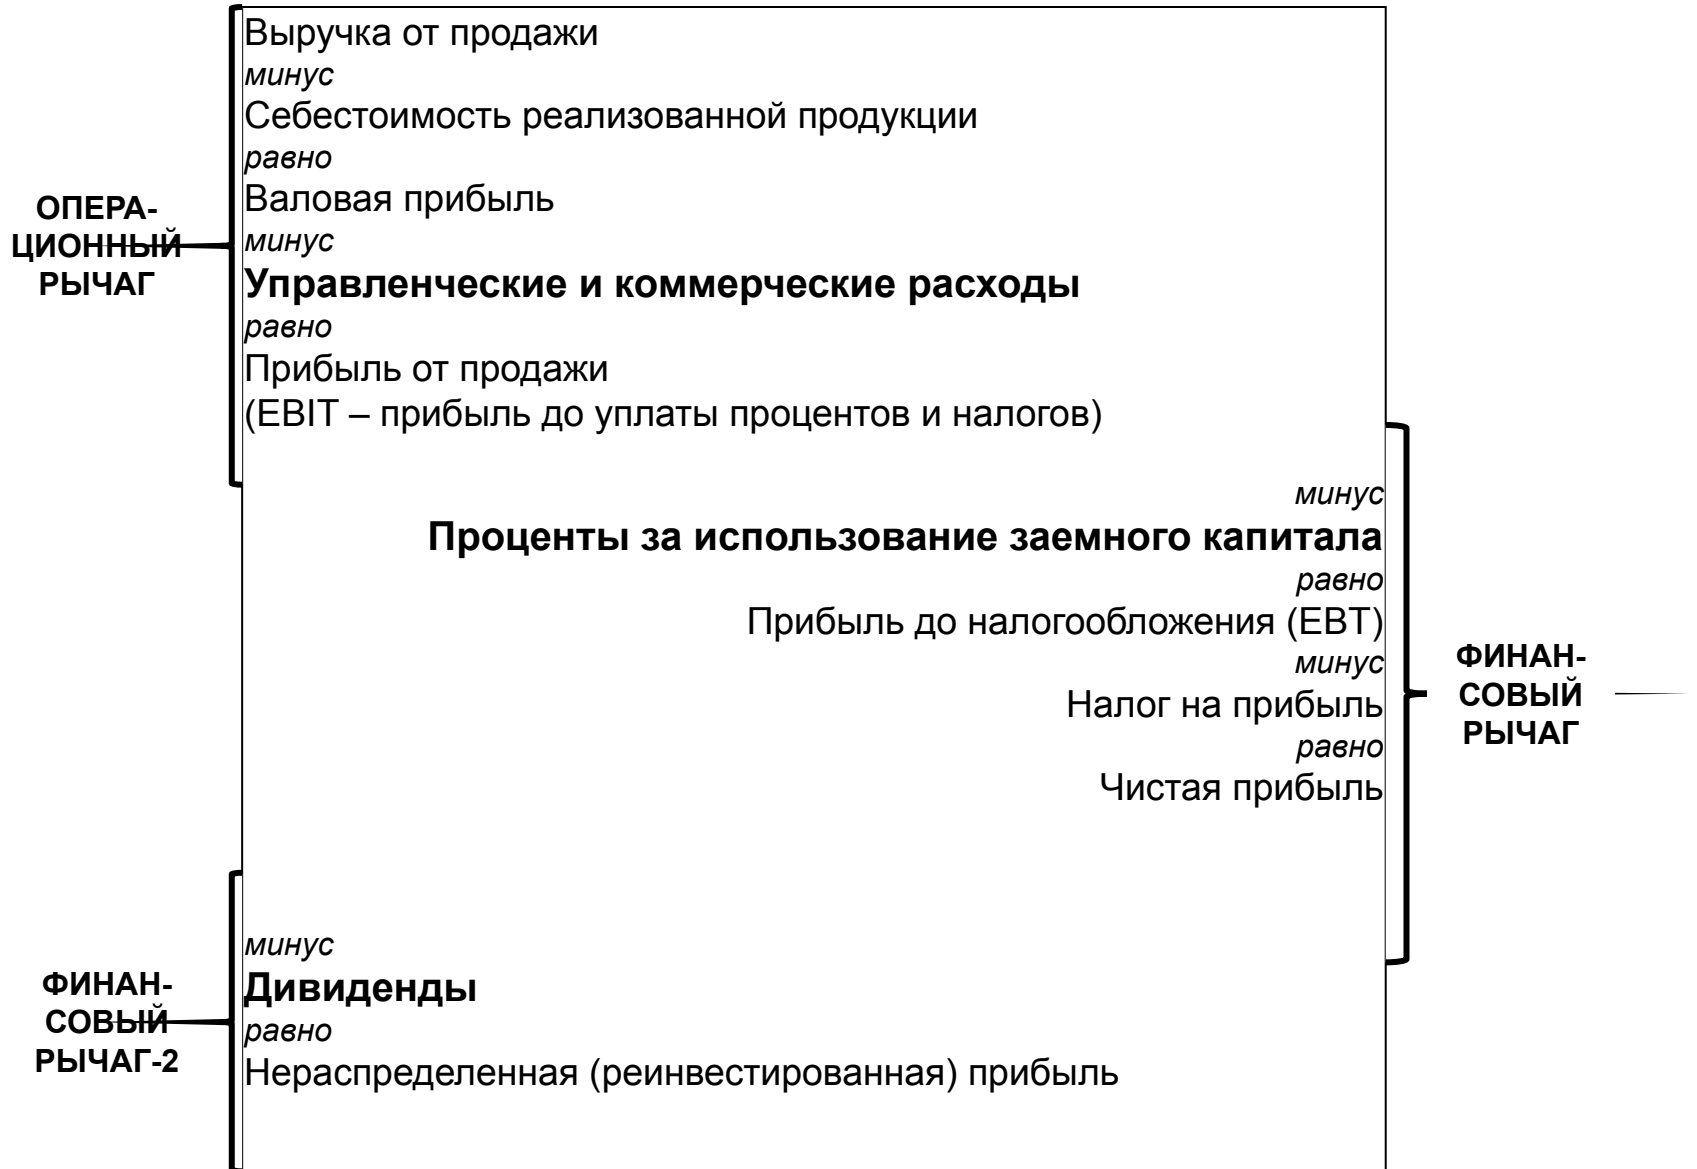 Выручка от продажи
минус
Себестоимость реализованной продукции
равно
Валовая прибыль
минус
Управленческие и коммерческие расходы
равно
Прибыль от продажи
(EBIT – прибыль до уплаты процентов и налогов)
ОПЕРА-
ЦИОННЫЙ
РЫЧАГ
минус
Проценты за использование заемного капитала
равно
Прибыль до налогообложения (EBT)
минус
Налог на прибыль
равно
Чистая прибыль
ФИНАН-
СОВЫЙ
РЫЧАГ
минус
Дивиденды
равно
Нераспределенная (реинвестированная) прибыль
ФИНАН-
СОВЫЙ
РЫЧАГ-2